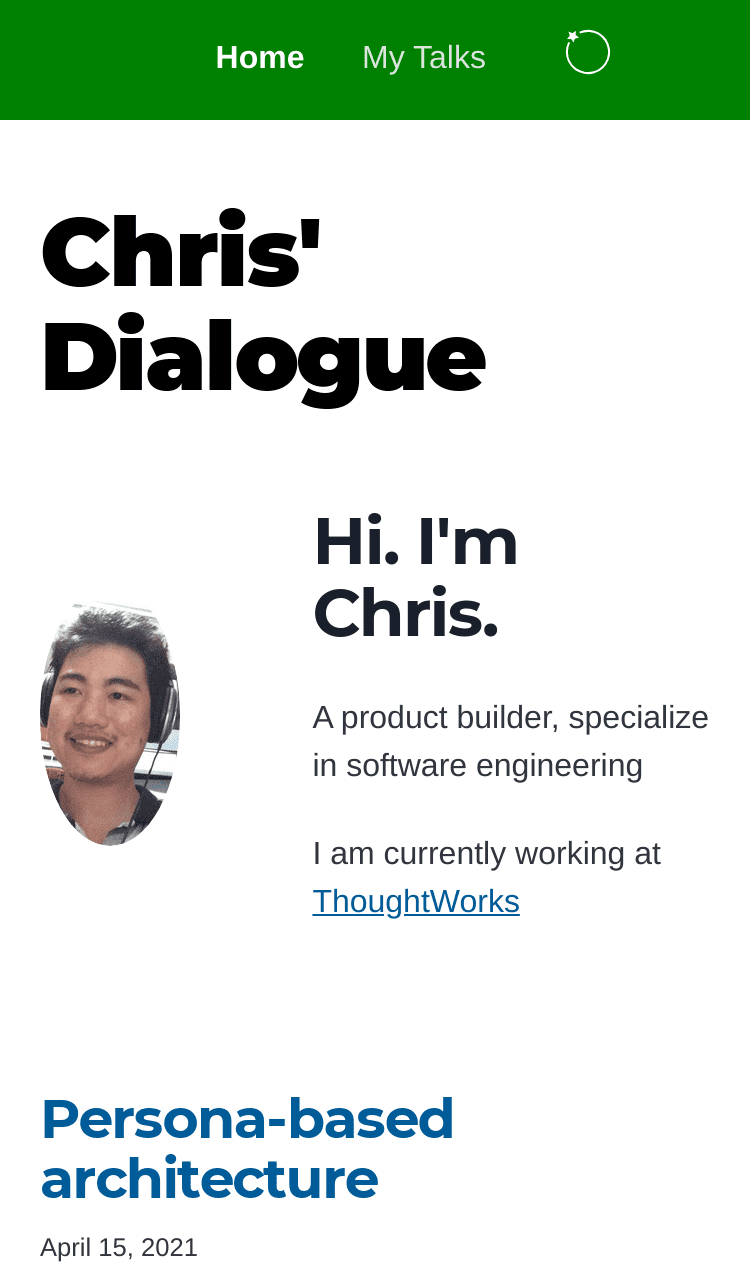 Home My Talks
Chris'
Dialogue
Hi. I'm
Chris.
A product builder, specialize
in software engineering
I am currently working at
ThoughtWorks
Persona-based
architecture
April 15, 2021